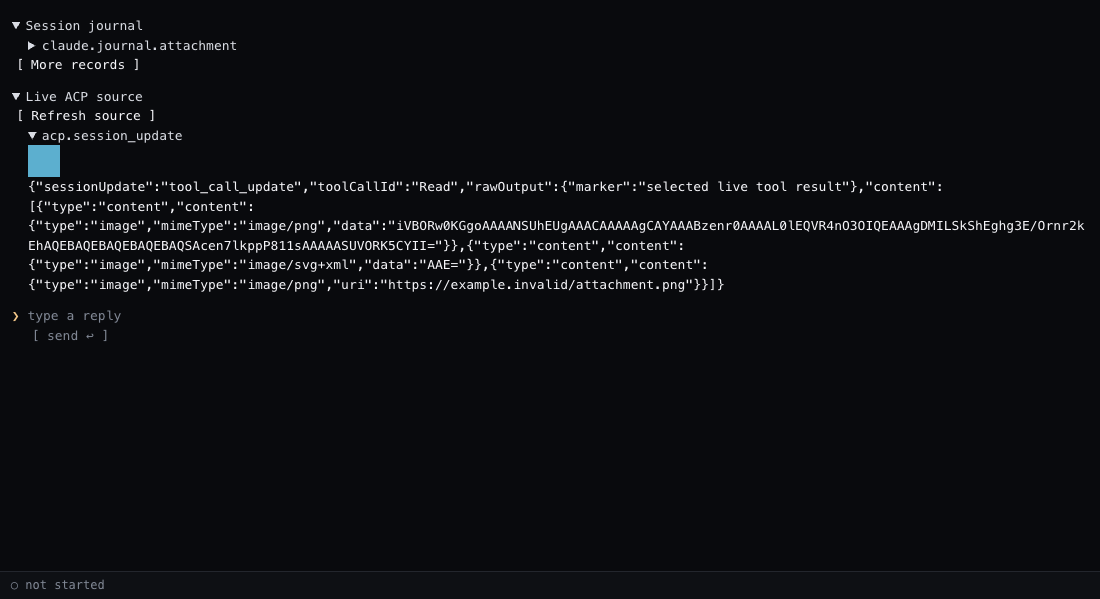 ▼ Session journal
▶ claude.journal.attachment
[ More records ]
▼ Live ACP source
[ Refresh source ]
▼ acp.session_update
{"sessionUpdate":"tool_call_update","toolCallId":"Read","rawOutput":{"marker":"selected live tool result"},"content":
[{"type":"content","content":
{"type":"image","mimeType":"image/png","data":"iVBORw0KGgoAAAANSUhEUgAAACAAAAAgCAYAAABzenr0AAAAL0lEQVR4nO3OIQEAAAgDMILSkShEghg3E/Ornr2k
EhAQEBAQEBAQEBAQEBAQSAcen7lkppP811sAAAAASUVORK5CYII="}},{"type":"content","content":
{"type":"image","mimeType":"image/svg+xml","data":"AAE="}},{"type":"content","content":
{"type":"image","mimeType":"image/png","uri":"https://example.invalid/attachment.png"}}]}
❯ type a reply
[ send ↩ ]
○ not started